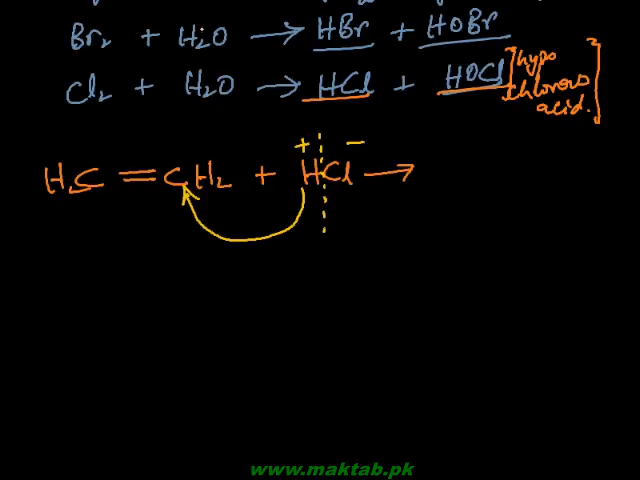 Br₂ + H₂O → HBr + HOBr
Cl₂ + H₂O → HCl + HOCl [hypo chlorous acid.]
+ −
H₂C = CH₂ + HCl →
www.maktab.pk